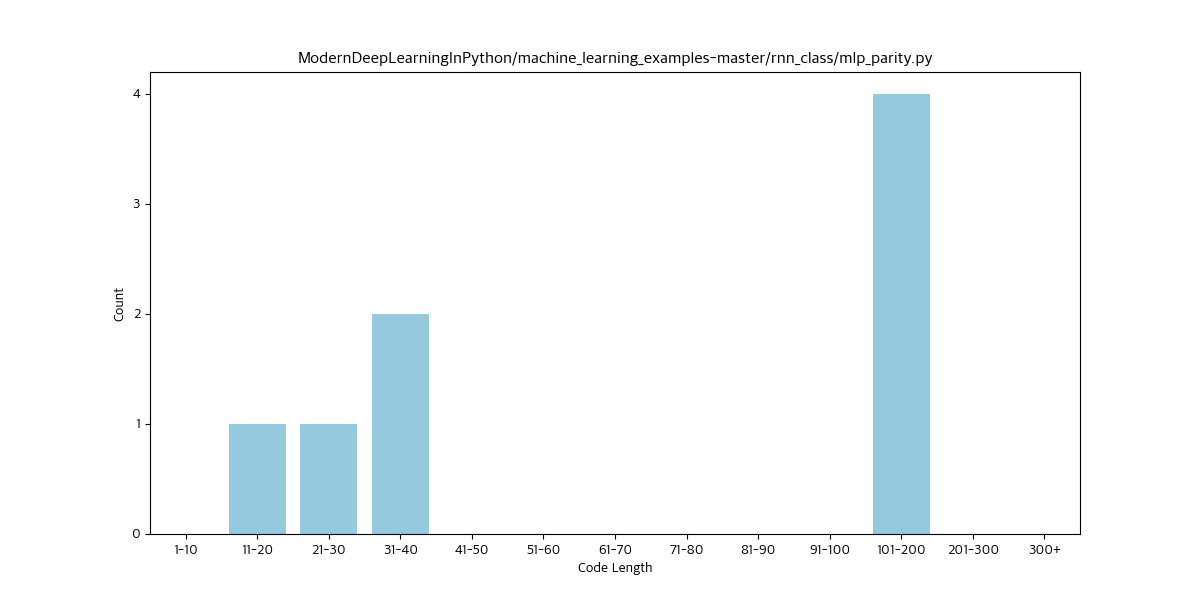 ModernDeepLearningInPython/machine_learning_examples-master/rnn_class/mlp_parity.py
4
3
2
1
0
Count
1-10 11-20 21-30 31-40 41-50 51-60 61-70 71-80 81-90 91-100 101-200 201-300 300+
Code Length